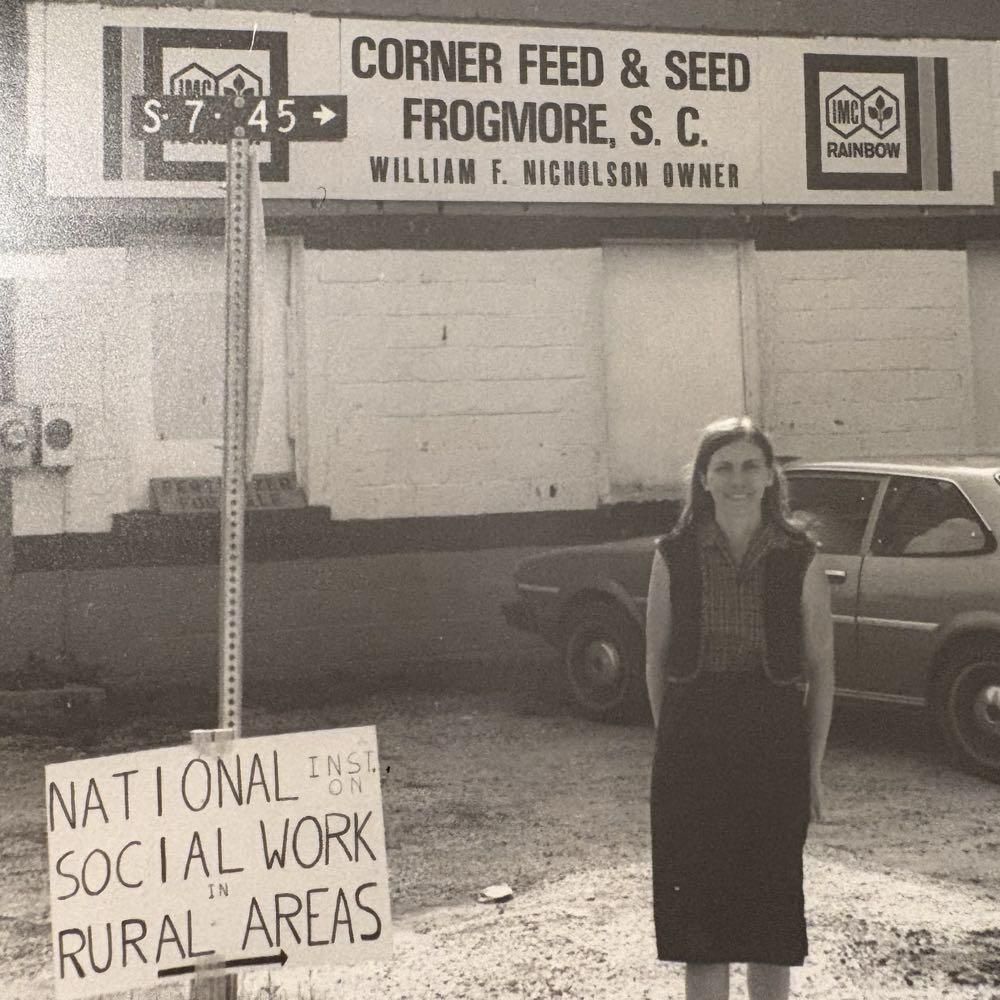 CORNER FEED & SEED
FROGMORE, S. C.
WILLIAM F. NICHOLSON OWNER
IMC
S·7·45 →
IMC
RAINBOW
NATIONAL INST. ON
SOCIAL WORK
IN
RURAL AREAS